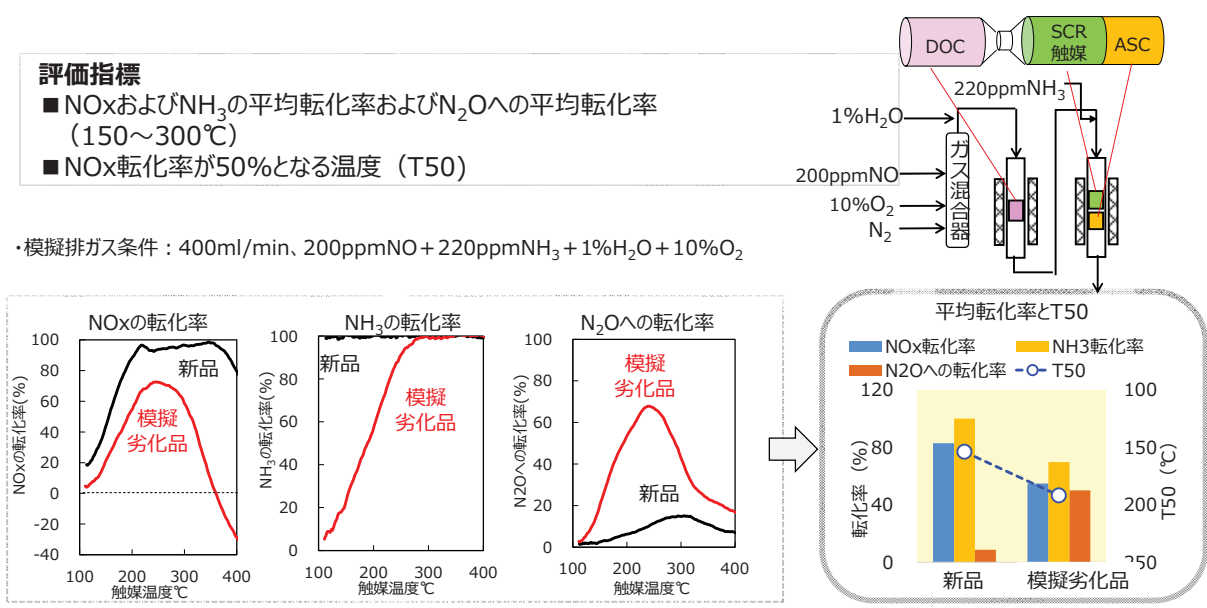 評価指標
■NOxおよびNH3の平均転化率およびN2Oへの平均転化率
（150～300℃）
■NOx転化率が50%となる温度（T50）
DOC
SCR
触媒
ASC
220ppmNH3
1%H2O
200ppmNO
10%O2
N2
ガス混合器
・模擬排ガス条件：400ml/min、200ppmNO＋220ppmNH3＋1%H2O＋10%O2
NOxの転化率
NOxの転化率(%)
100
80
60
40
20
0
-20
-40
新品
模擬
劣化品
100 200 300 400
触媒温度℃
NH3の転化率
NH3の転化率(%)
100
80
60
40
20
0
新品
模擬
劣化品
100 200 300 400
触媒温度℃
N2Oへの転化率
N2Oへの転化率(%)
100
80
60
40
20
0
模擬
劣化品
新品
100 200 300 400
触媒温度℃
平均転化率とT50
NOx転化率
NH3転化率
N2Oへの転化率
T50
転化率（%）
120
80
40
0
100
150
200
250
T50（℃）
新品
模擬劣化品